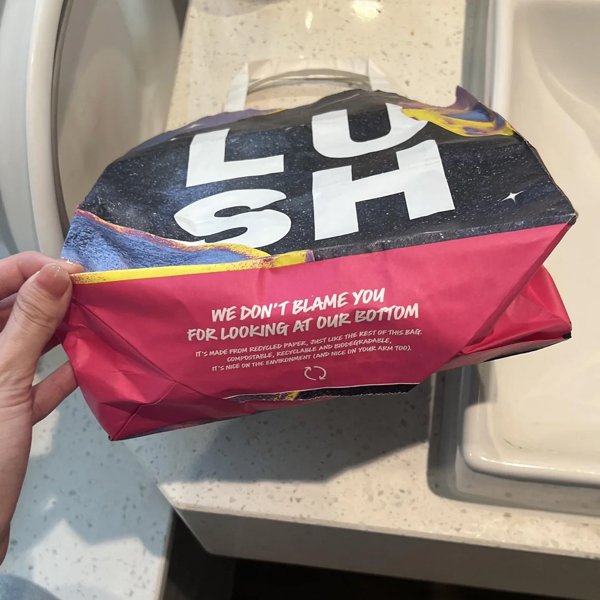 LU
SH
WE DON'T BLAME YOU
FOR LOOKING AT OUR BOTTOM
IT'S MADE FROM RECYCLED PAPER, JUST LIKE THE REST OF THIS BAG.
COMPOSTABLE, RECYCLABLE AND BIODEGRADABLE,
IT'S NICE ON THE ENVIRONMENT (AND NICE ON YOUR ARM TOO).